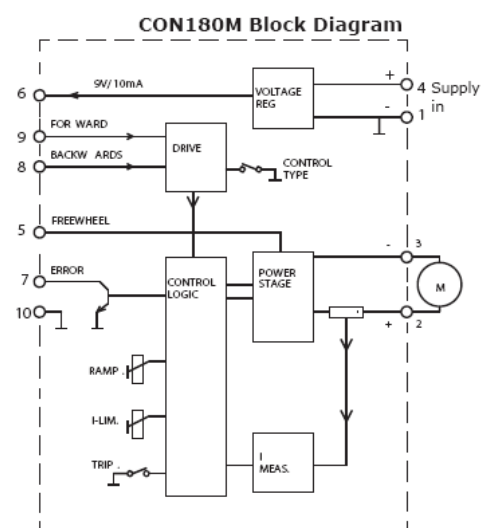 CON180M Block Diagram
9V/10mA
6
VOLTAGE
REG
+
4 Supply
in
-
1
FOR WARD
9
BACKW ARDS
8
DRIVE
CONTROL
TYPE
FREEWHEEL
5
ERROR
7
10
CONTROL
LOGIC
POWER
STAGE
-
3
M
+
2
RAMP .
I-LIM.
TRIP .
I
MEAS.